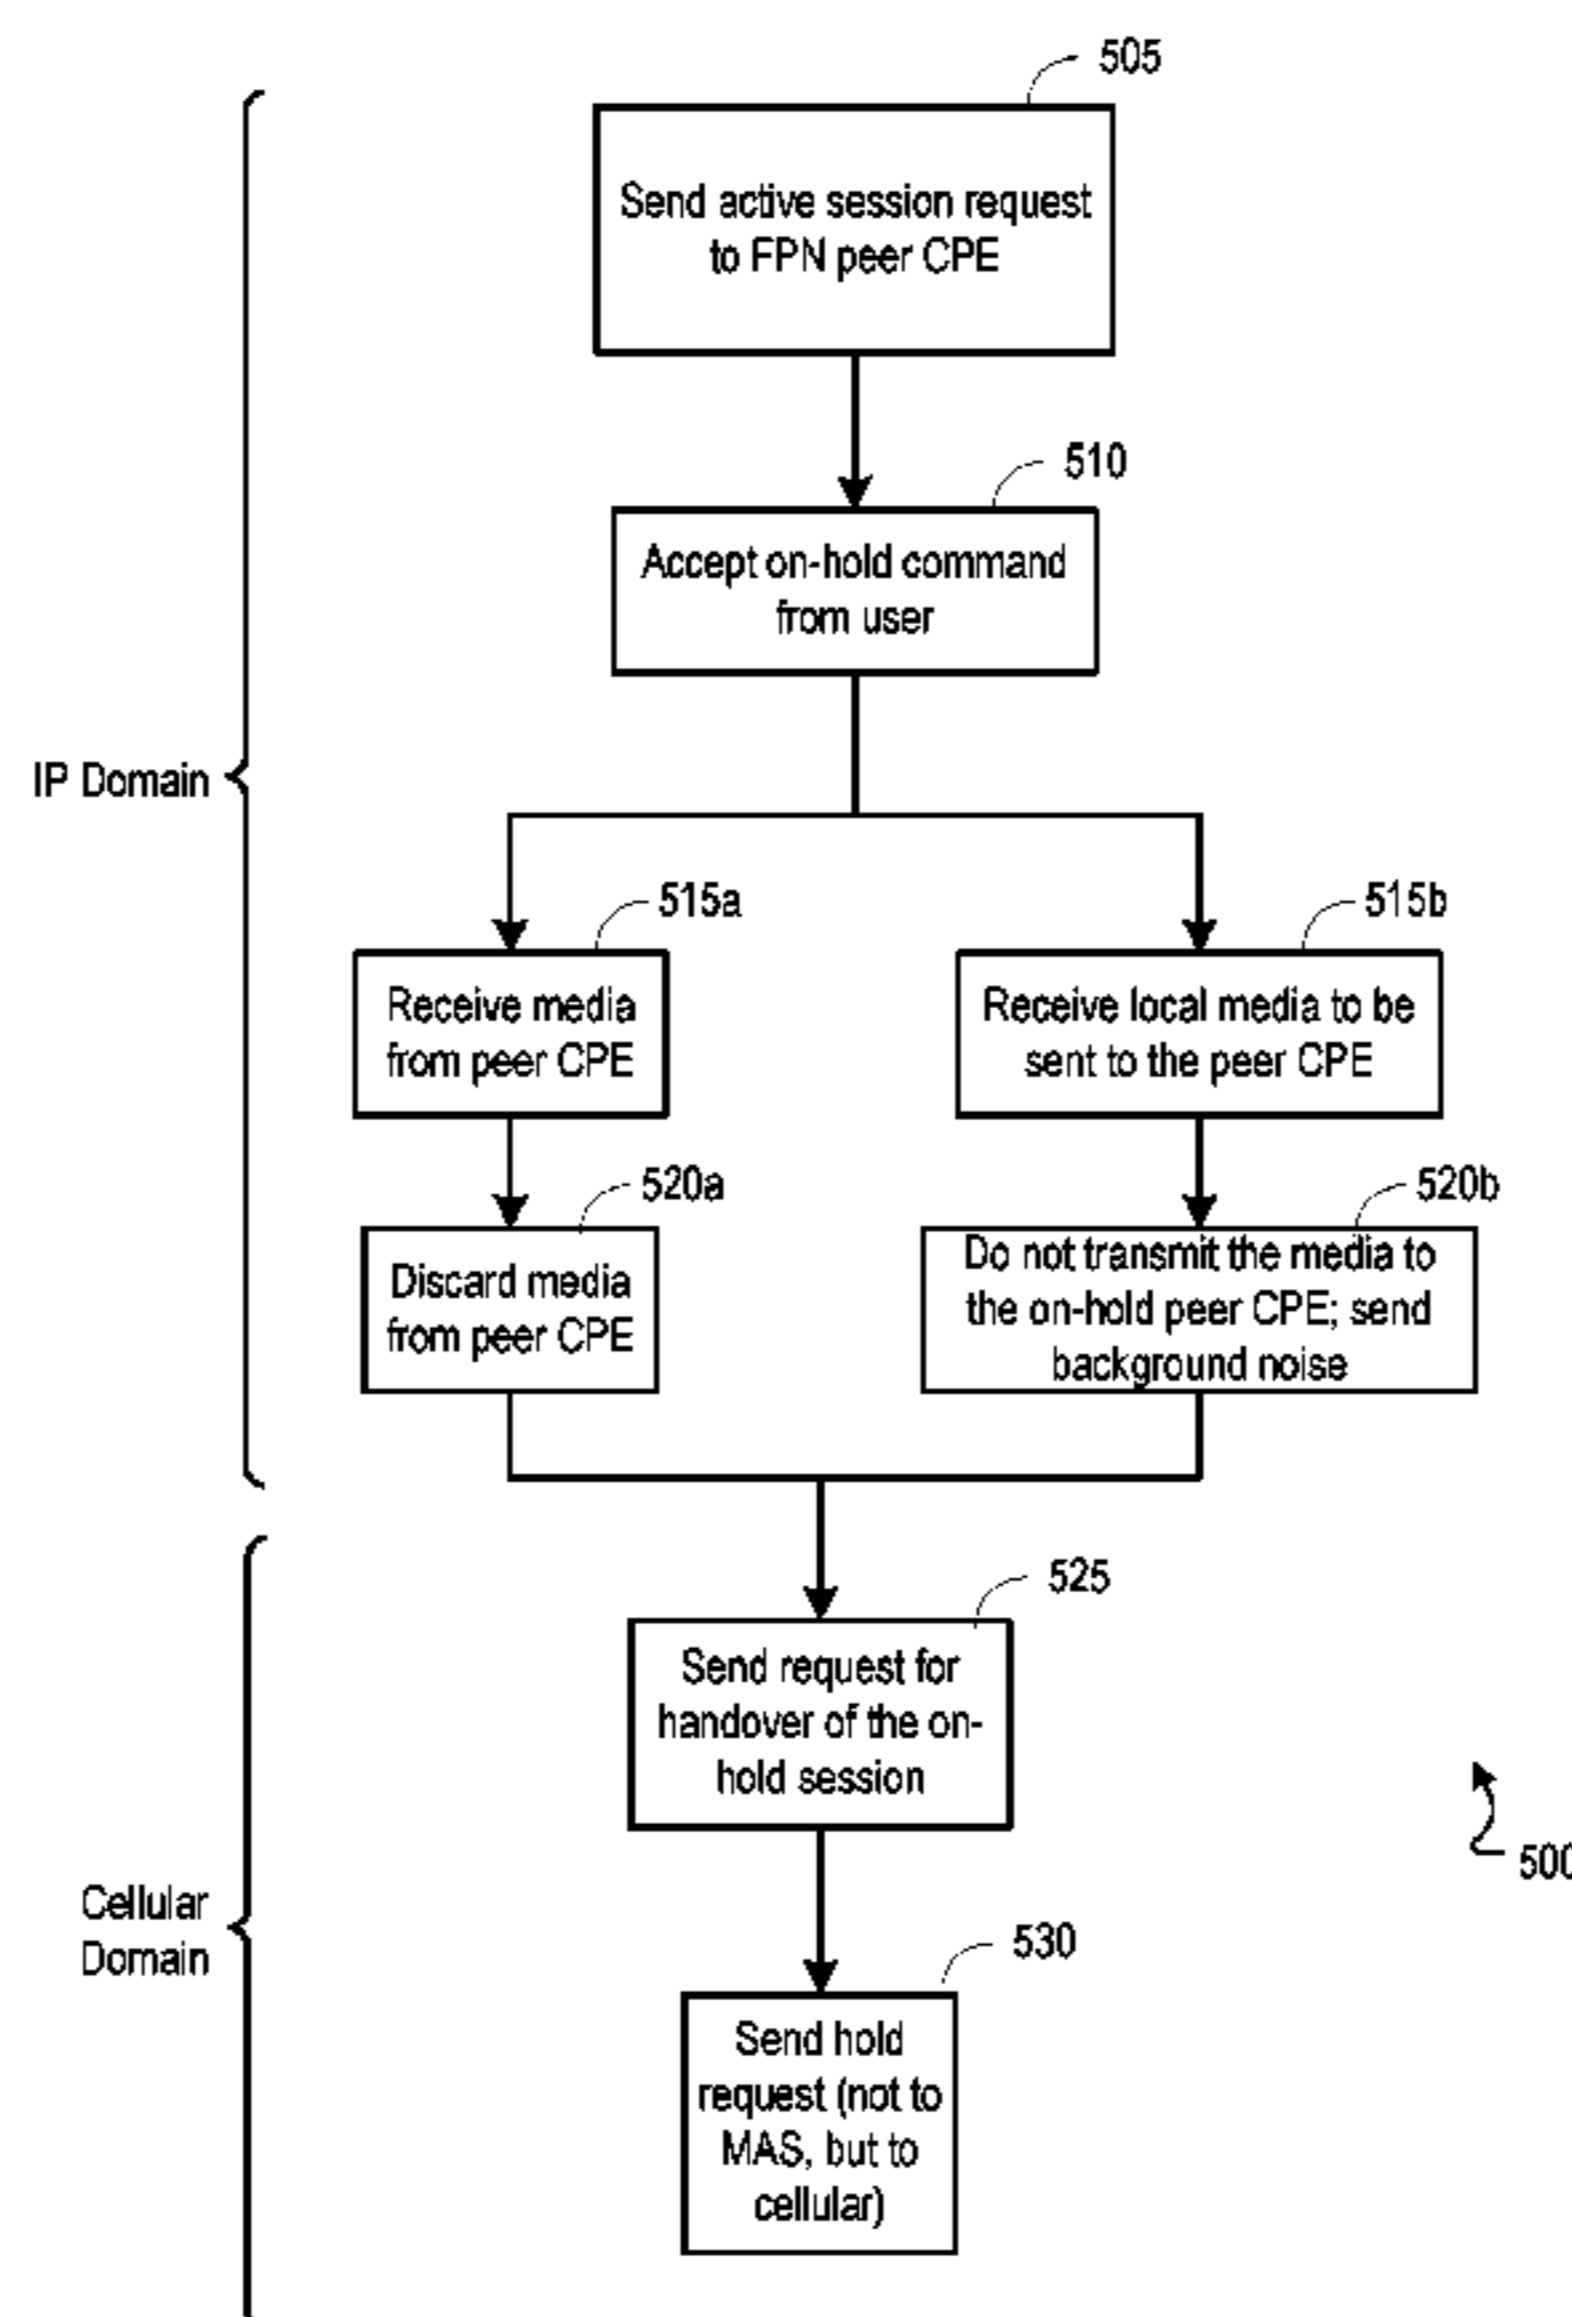 505
Send active session request
to FPN peer CPE
510
Accept on-hold command
from user
IP Domain
515a
515b
Receive media
from peer CPE
Receive local media to be
sent to the peer CPE
520a
520b
Discard media
from peer CPE
Do not transmit the media to
the on-hold peer CPE; send
background noise
525
Send request for
handover of the on-
hold session
500
Cellular
Domain
530
Send hold
request (not to
MAS, but to
cellular)